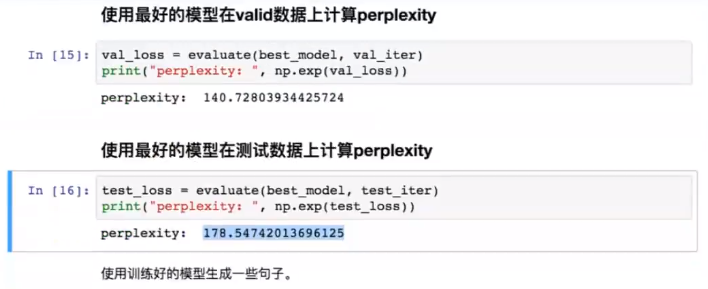 使用最好的模型在valid数据上计算perplexity
In [15]: val_loss = evaluate(best_model, val_iter)
print("perplexity: ", np.exp(val_loss))
perplexity:  140.72803934425724
使用最好的模型在测试数据上计算perplexity
In [16]: test_loss = evaluate(best_model, test_iter)
print("perplexity: ", np.exp(test_loss))
perplexity:  178.54742013696125
使用训练好的模型生成一些句子。